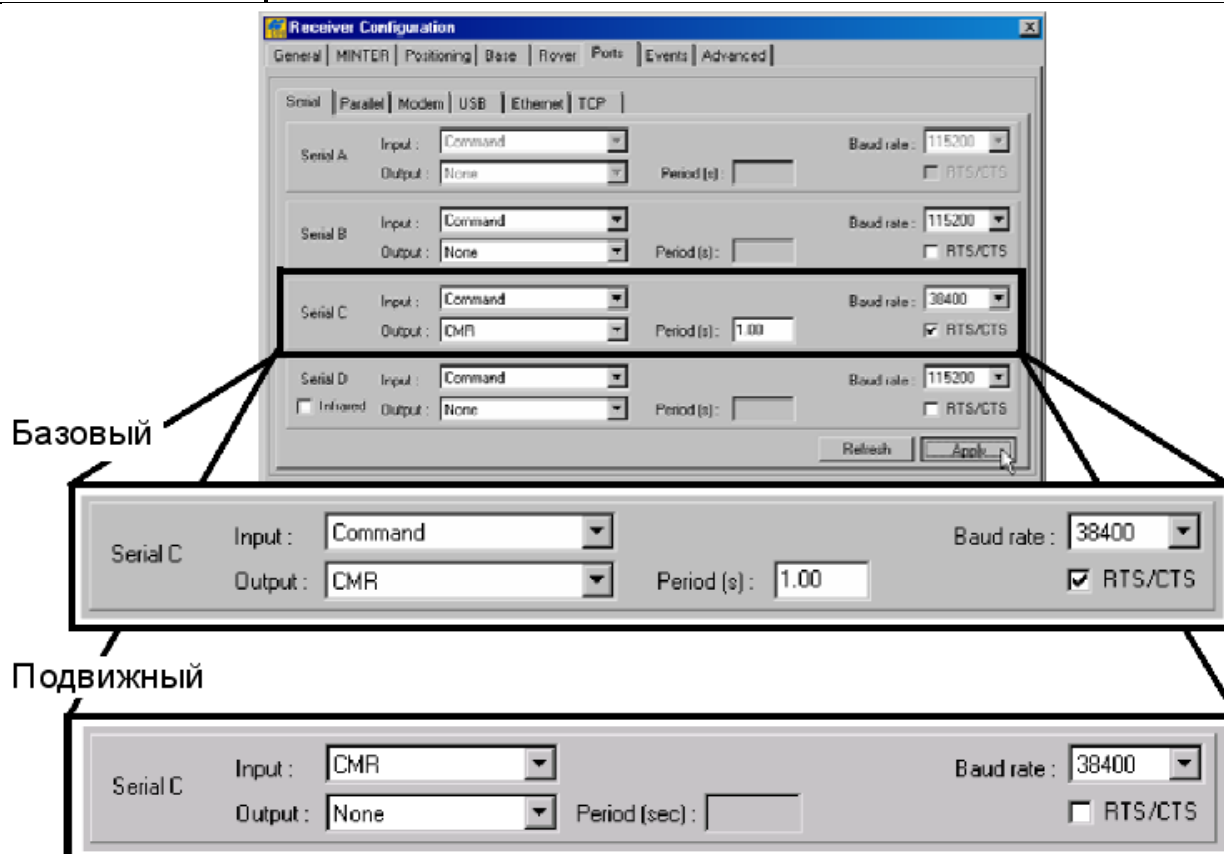 Receiver Configuration
General MINTER Positioning Base Rover Ports Events Advanced
Serial Parallel Modem USB Ethernet TCP
Serial A Input : Command Baud rate : 115200
Output : None Period (s) : RTS/CTS
Serial B Input : Command Baud rate : 115200
Output : None Period (s) : RTS/CTS
Serial C Input : Command Baud rate : 38400
Output : CMR Period (s) : 1.00 RTS/CTS
Serial D Input : Command Baud rate : 115200
Infrared Output : None Period (s) : RTS/CTS
Refresh Apply
Базовый
Serial C Input : Command Baud rate : 38400
Output : CMR Period (s) : 1.00 RTS/CTS
Подвижный
Serial C Input : CMR Baud rate : 38400
Output : None Period (sec) : RTS/CTS